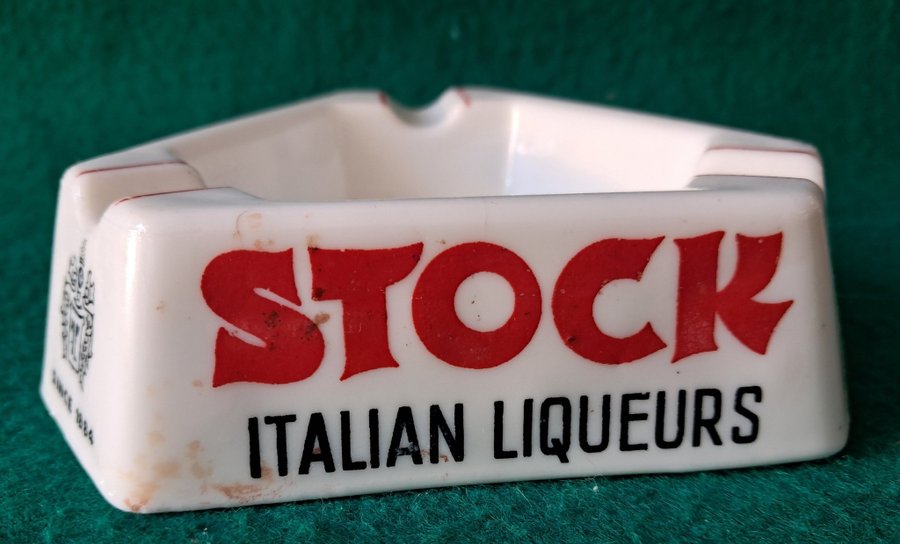 STOCK
ITALIAN LIQUEURS
SINCE 1884